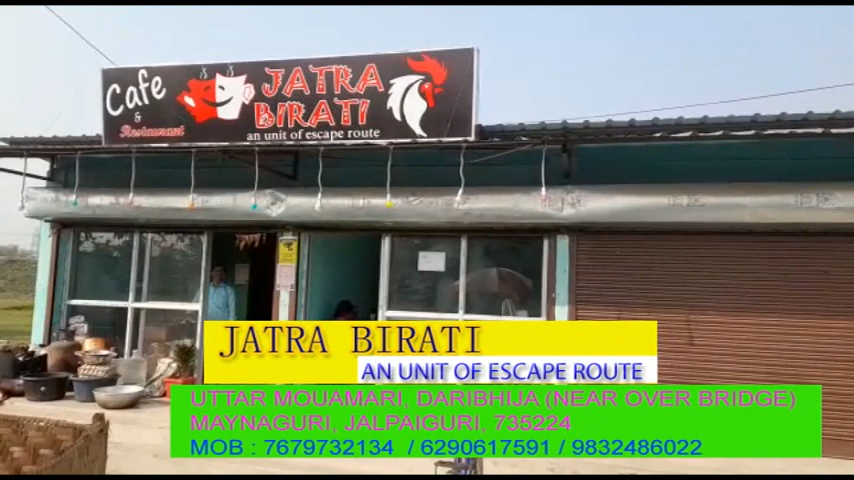 Cafe
&
Restaurant
JATRA
BIRATI
an unit of escape route
JATRA BIRATI
AN UNIT OF ESCAPE ROUTE
UTTAR MOUAMARI, DARIBHIJA (NEAR OVER BRIDGE)
MAYNAGURI, JALPAIGURI, 735224
MOB : 7679732134 / 6290617591 / 9832486022